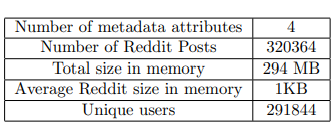 Number of metadata attributes 4
Number of Reddit Posts 320364
Total size in memory 294 MB
Average Reddit size in memory 1KB
Unique users 291844